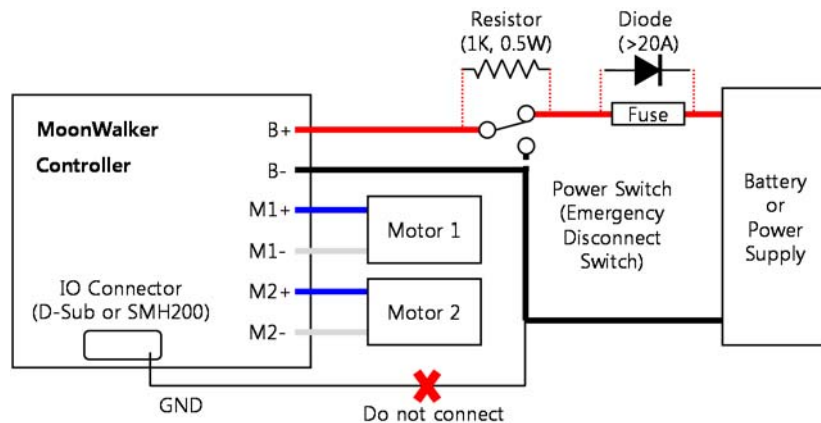 Resistor
(1K, 0.5W)
Diode
(>20A)
MoonWalker
Controller
B+
B-
M1+
M1-
M2+
M2-
Fuse
Motor 1
Motor 2
Power Switch
(Emergency
Disconnect
Switch)
Battery
or
Power
Supply
IO Connector
(D-Sub or SMH200)
GND
Do not connect